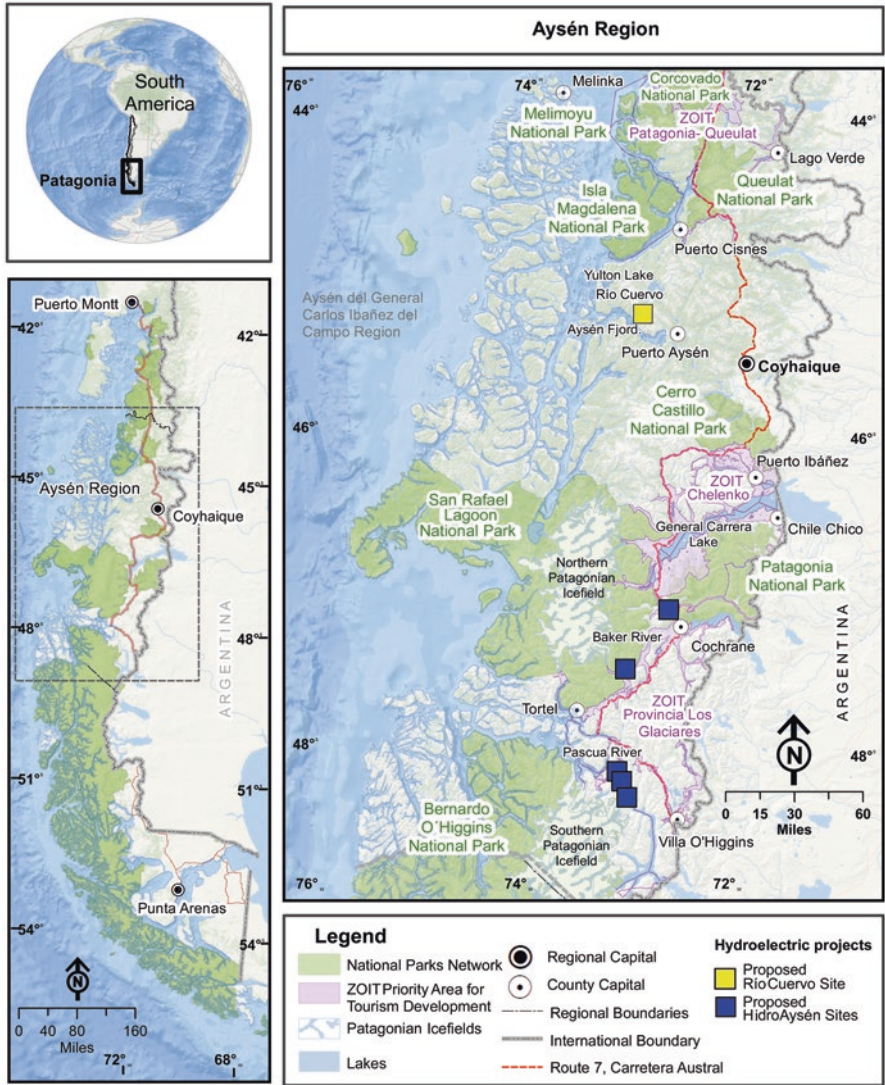 Aysén Region
South
America
Patagonia
Puerto Montt
42°
42°
45°
45°
Aysén Region
Coyhaique
48°
48°
ARGENTINA
51°
51°
Punta Arenas
54°
54°
N
0 40 80 160
Miles
72°
68°
76°
74°
72°
44°
44°
Melinka
Corcovado
National Park
Melimoyu
National Park
ZOIT
Patagonia- Queulat
Lago Verde
Queulat
National Park
Isla
Magdalena
National Park
Puerto Cisnes
Yulton Lake
Río Cuervo
Aysén del General
Carlos Ibañez del
Campo Region
Aysén Fjord
Puerto Aysén
Coyhaique
Cerro
Castillo
National Park
46°
46°
Puerto Ibáñez
ZOIT
Chelenko
San Rafael
Lagoon
National Park
General Carrera
Lake
Chile Chico
Northern
Patagonian
Icefield
Patagonia
National Park
Baker River
Cochrane
ARGENTINA
Tortel
ZOIT
Provincia Los
Glaciares
N
48°
48°
Pascua River
0 15 30 60
Miles
Bernardo
O´Higgins
National Park
Southern
Patagonian
Icefield
Villa O'Higgins
76°
74°
72°
Legend
National Parks Network
ZOIT Priority Area for
Tourism Development
Patagonian Icefields
Lakes
Regional Capital
County Capital
Regional Boundaries
International Boundary
Route 7, Carretera Austral
Hydroelectric projects
Proposed
Río Cuervo Site
Proposed
HidroAysén Sites